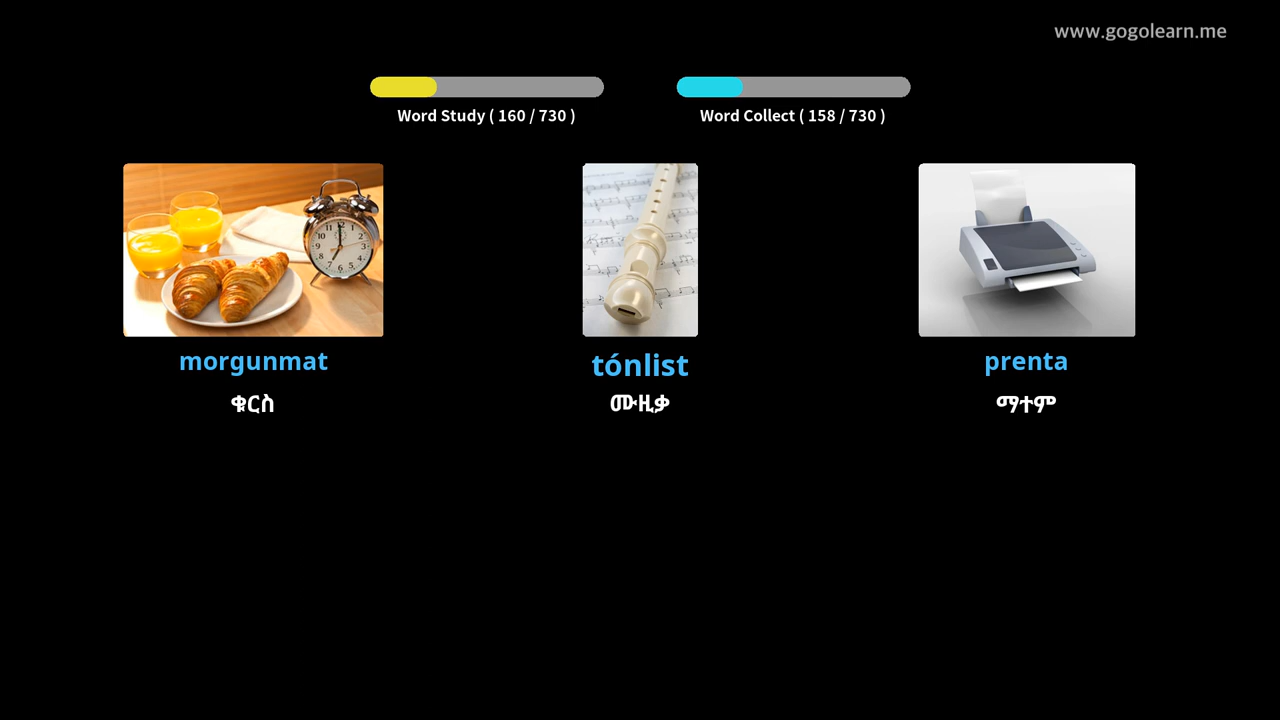 www.gogolearn.me
Word Study ( 160 / 730 )
Word Collect ( 158 / 730 )
morgunmat
tónlist
prenta
ቁርስ
ሙዚቃ
ማተም